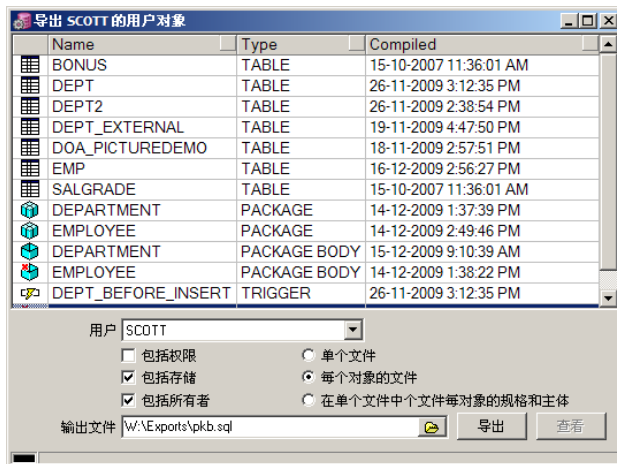 导出 SCOTT 的用户对象
Name Type Compiled
BONUS TABLE 15-10-2007 11:36:01 AM
DEPT TABLE 26-11-2009 3:12:35 PM
DEPT2 TABLE 26-11-2009 2:38:54 PM
DEPT_EXTERNAL TABLE 19-11-2009 4:47:50 PM
DOA_PICTUREDEMO TABLE 18-11-2009 2:57:51 PM
EMP TABLE 16-12-2009 2:56:27 PM
SALGRADE TABLE 15-10-2007 11:36:01 AM
DEPARTMENT PACKAGE 14-12-2009 1:37:39 PM
EMPLOYEE PACKAGE 14-12-2009 2:49:46 PM
DEPARTMENT PACKAGE BODY 15-12-2009 9:10:39 AM
EMPLOYEE PACKAGE BODY 14-12-2009 1:38:22 PM
DEPT_BEFORE_INSERT TRIGGER 26-11-2009 3:12:35 PM
用户 SCOTT
包括权限 单个文件
包括存储 每个对象的文件
包括所有者 在单个文件中个文件每对象的规格和主体
输出文件 W:\Exports\pkb.sql 导出 查看